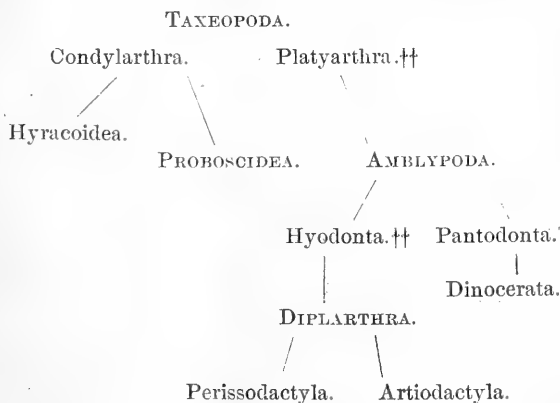 TAXEOPODA.
Condylarthra. Platyarthra.††
Hyracoidea.
PROBOSCIDEA. AMBLYPODA.
Hyodonta.†† Pantodonta.
Dinocerata.
DIPLARTHRA.
Perissodactyla. Artiodactyla.